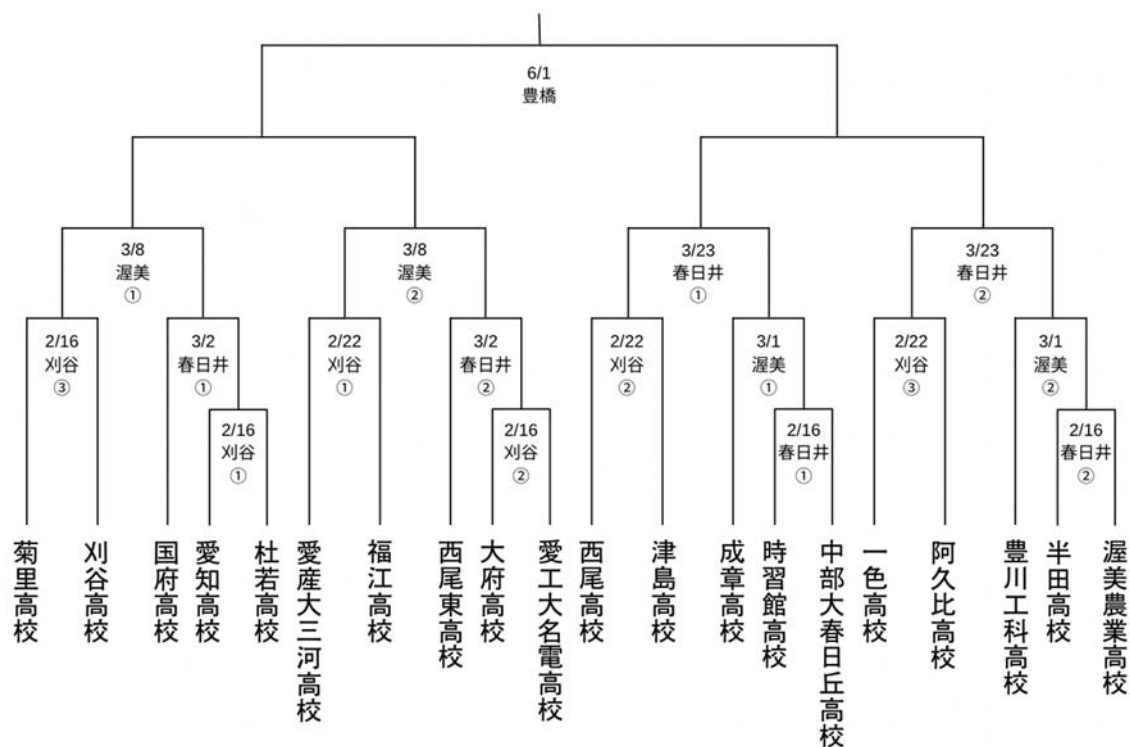 6/1
豊橋
3/8
渥美
①
3/8
渥美
②
3/23
春日井
①
3/23
春日井
②
2/16
刈谷
③
3/2
春日井
①
2/22
刈谷
①
3/2
春日井
②
2/22
刈谷
②
3/1
渥美
①
2/22
刈谷
③
3/1
渥美
②
2/16
刈谷
①
2/16
刈谷
②
2/16
春日井
①
2/16
春日井
②
菊里高校
刈谷高校
国府高校
愛知高校
杜若高校
愛産大三河高校
福江高校
西尾東高校
大府高校
愛工大名電高校
西尾高校
津島高校
成章高校
時習館高校
中部大春日丘高校
一色高校
阿久比高校
豊川工科高校
半田高校
渥美農業高校